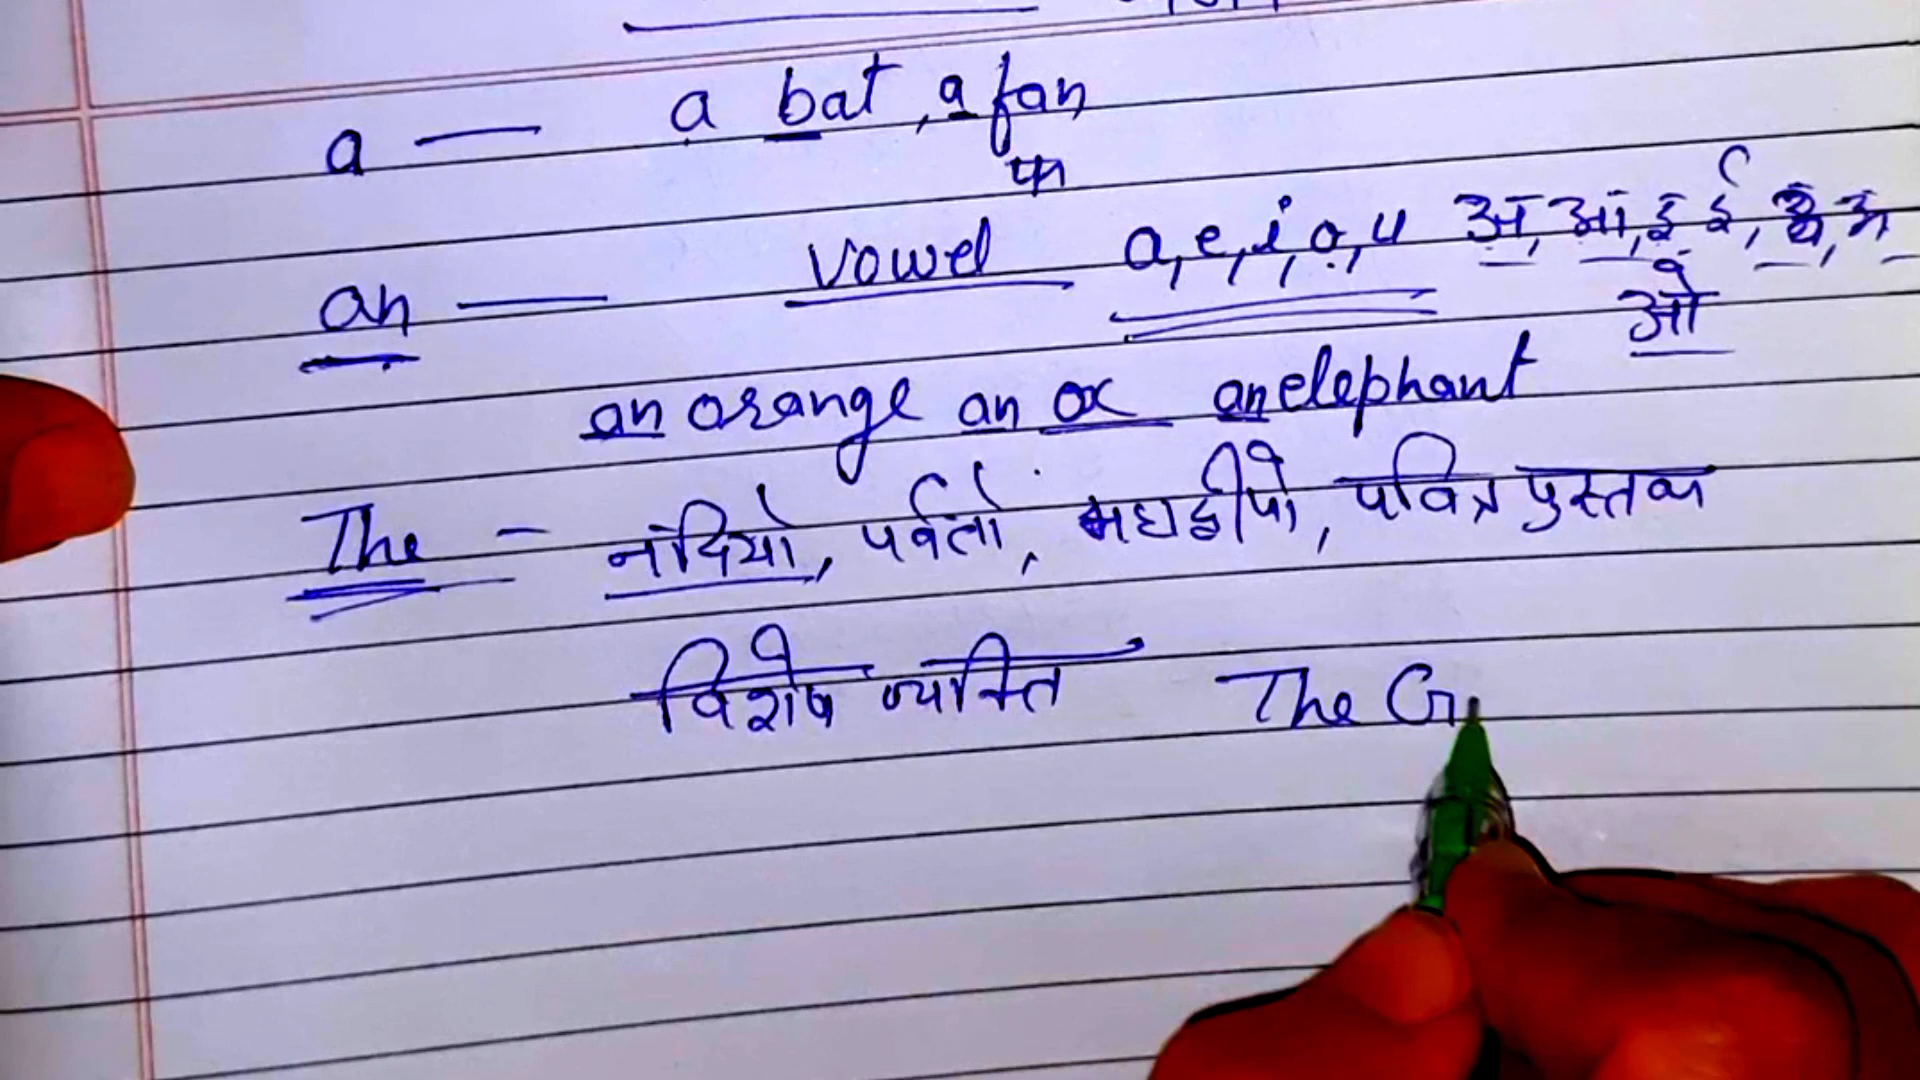 a — a bat, a fan
फ
an — vowel a, e, i, o, u अ, आ, इ ई,
ओ
an orange an ox an elephant
The - नदियो, पर्वतो, महाद्वीपो, पवित्र पुस्तक
विशेष व्यक्ति The G